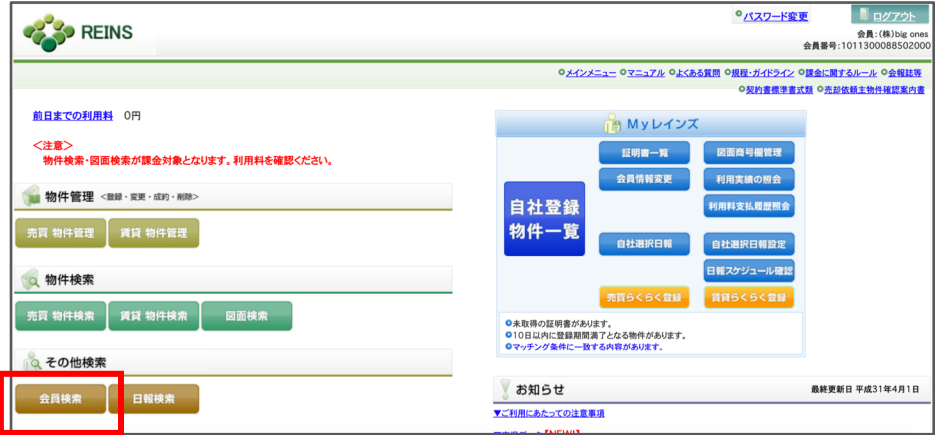 REINS
パスワード変更
ログアウト
会員:(株)big ones
会員番号:1011300088502000
メインメニュー マニュアル よくある質問 規程・ガイドライン 課金に関するルール 会報誌等
契約書標準書式類 売却依頼主物件確認案内書
前日までの利用料 0円
＜注意＞
物件検索・図面検索が課金対象となります。利用料を確認ください。
物件管理 ＜登録・変更・成約・削除＞
売買 物件管理 賃貸 物件管理
物件検索
売買 物件検索 賃貸 物件検索 図面検索
その他検索
会員検索 日報検索
Myレインズ
自社登録
物件一覧
証明書一覧 図面商号欄管理
会員情報変更 利用実績の照会
利用料支払履歴照会
自社選択日報 自社選択日報設定
日報スケジュール確認
売買らくらく登録 賃貸らくらく登録
未取得の証明書があります。
10日以内に登録期間満了となる物件があります。
マッチング条件に一致する内容があります。
お知らせ 最終更新日 平成31年4月1日
▼ご利用にあたっての注意事項